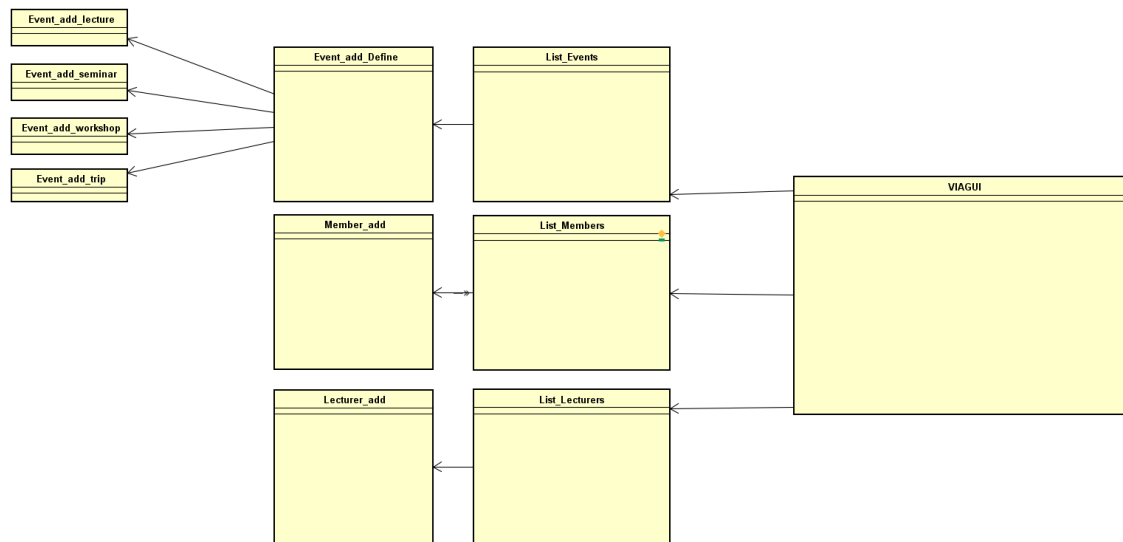 Event_add_lecture
Event_add_seminar
Event_add_workshop
Event_add_trip
Event_add_Define
List_Events
VIAGUI
Member_add
List_Members
Lecturer_add
List_Lecturers